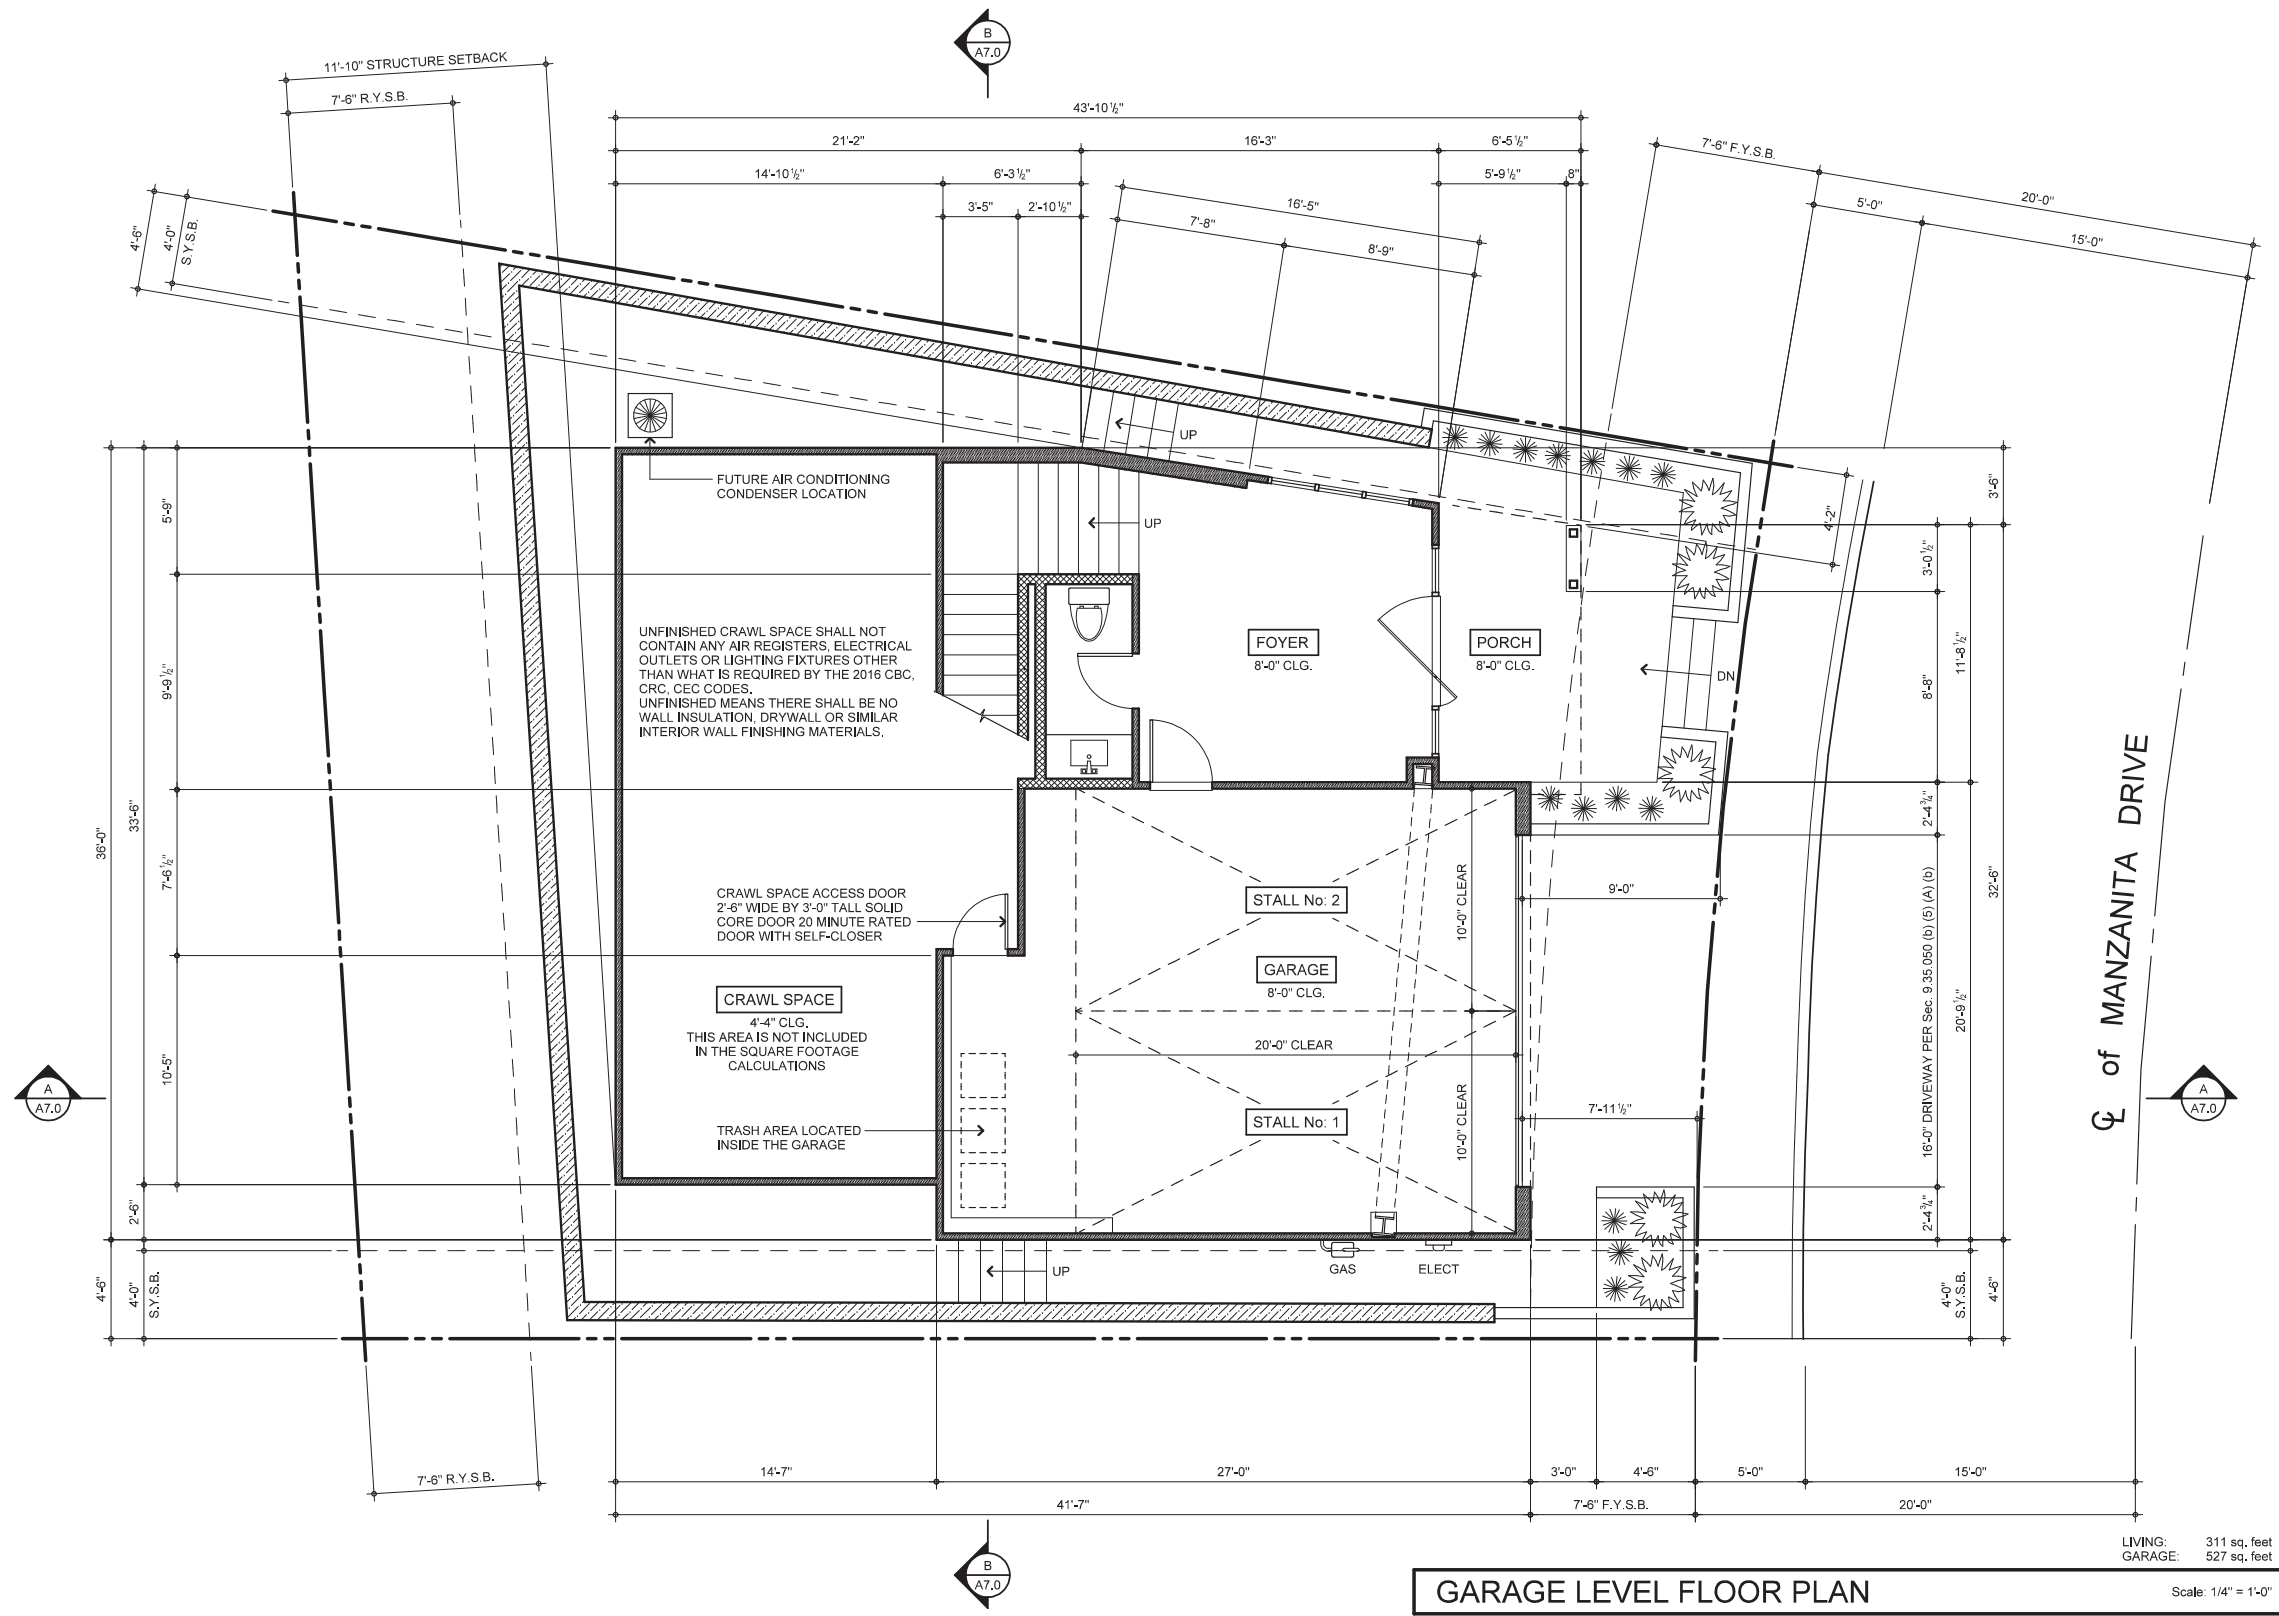 B
A7.0
11'-10" STRUCTURE SETBACK
7'-6" R.Y.S.B.
43'-10 ½"
21'-2"
16'-3"
6'-5 ½"
14'-10 ½"
6'-3 ½"
5'-9 ½"
8"
3'-5"
2'-10 ½"
16'-5"
7'-8"
8'-9"
7'-6" F.Y.S.B.
20'-0"
5'-0"
15'-0"
4'-6"
4'-0"
S.Y.S.B.
UP
FUTURE AIR CONDITIONING
CONDENSER LOCATION
UP
UNFINISHED CRAWL SPACE SHALL NOT
CONTAIN ANY AIR REGISTERS, ELECTRICAL
OUTLETS OR LIGHTING FIXTURES OTHER
THAN WHAT IS REQUIRED BY THE 2016 CBC,
CRC, CEC CODES.
UNFINISHED MEANS THERE SHALL BE NO
WALL INSULATION, DRYWALL OR SIMILAR
INTERIOR WALL FINISHING MATERIALS.
FOYER
8'-0" CLG.
PORCH
8'-0" CLG.
DN
4'-2"
3'-6"
3'-0 ½"
11'-8 ½"
8'-8"
2'-4 ¾"
32'-6"
16'-0" DRIVEWAY PER Sec. 9.35.050 (b) (5) (A) (b)
20'-9 ½"
2'-4 ¾"
4'-0"
S.Y.S.B.
4'-6"
℄ of MANZANITA DRIVE
5'-9"
9'-9 ½"
33'-6"
36'-0"
7'-6 ½"
10'-5"
2'-6"
4'-6"
4'-0"
S.Y.S.B.
CRAWL SPACE ACCESS DOOR
2'-6" WIDE BY 3'-0" TALL SOLID
CORE DOOR 20 MINUTE RATED
DOOR WITH SELF-CLOSER
STALL No: 2
10'-0" CLEAR
9'-0"
GARAGE
8'-0" CLG.
CRAWL SPACE
4'-4" CLG.
THIS AREA IS NOT INCLUDED
IN THE SQUARE FOOTAGE
CALCULATIONS
20'-0" CLEAR
A
A7.0
A
A7.0
TRASH AREA LOCATED
INSIDE THE GARAGE
STALL No: 1
10'-0" CLEAR
7'-11 ½"
UP
GAS
ELECT
7'-6" R.Y.S.B.
14'-7"
27'-0"
3'-0"
4'-6"
5'-0"
15'-0"
41'-7"
7'-6" F.Y.S.B.
20'-0"
B
A7.0
LIVING: 311 sq. feet
GARAGE: 527 sq. feet
GARAGE LEVEL FLOOR PLAN
Scale: 1/4" = 1'-0"